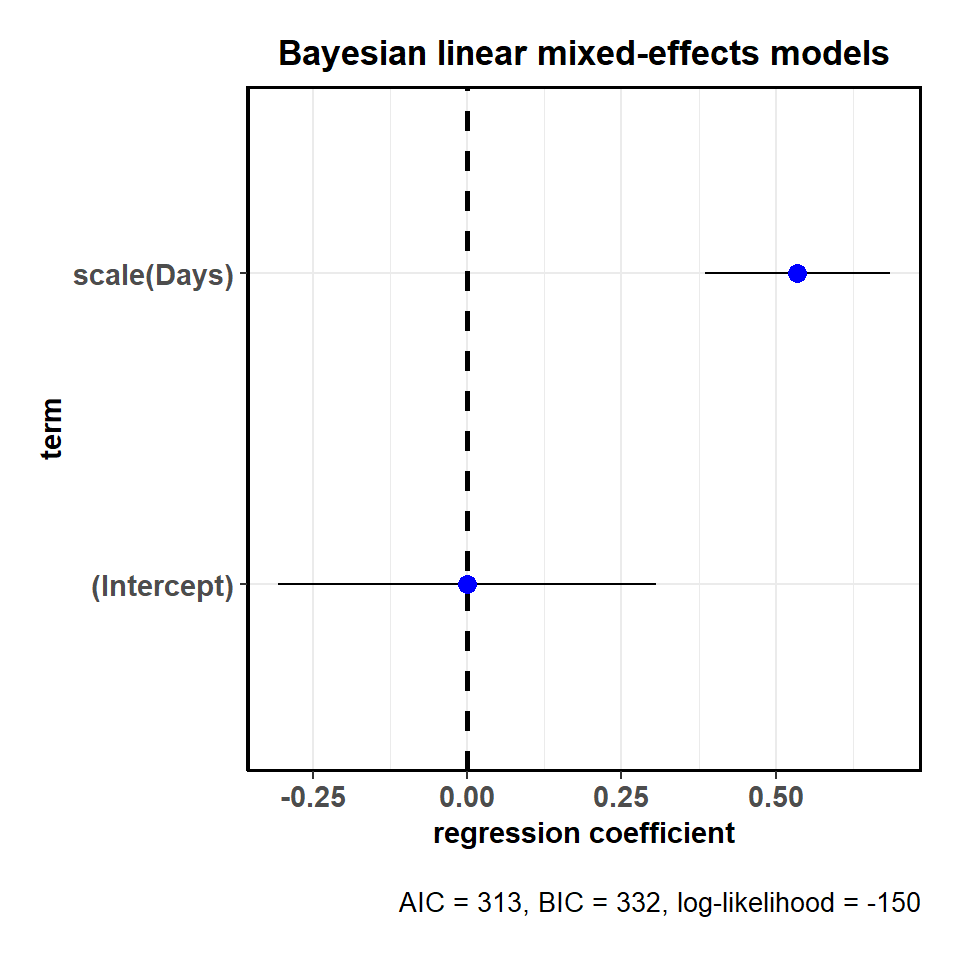 Bayesian linear mixed-effects models
scale(Days)
term
(Intercept)
-0.25 0.00 0.25 0.50
regression coefficient
AIC = 313, BIC = 332, log-likelihood = -150